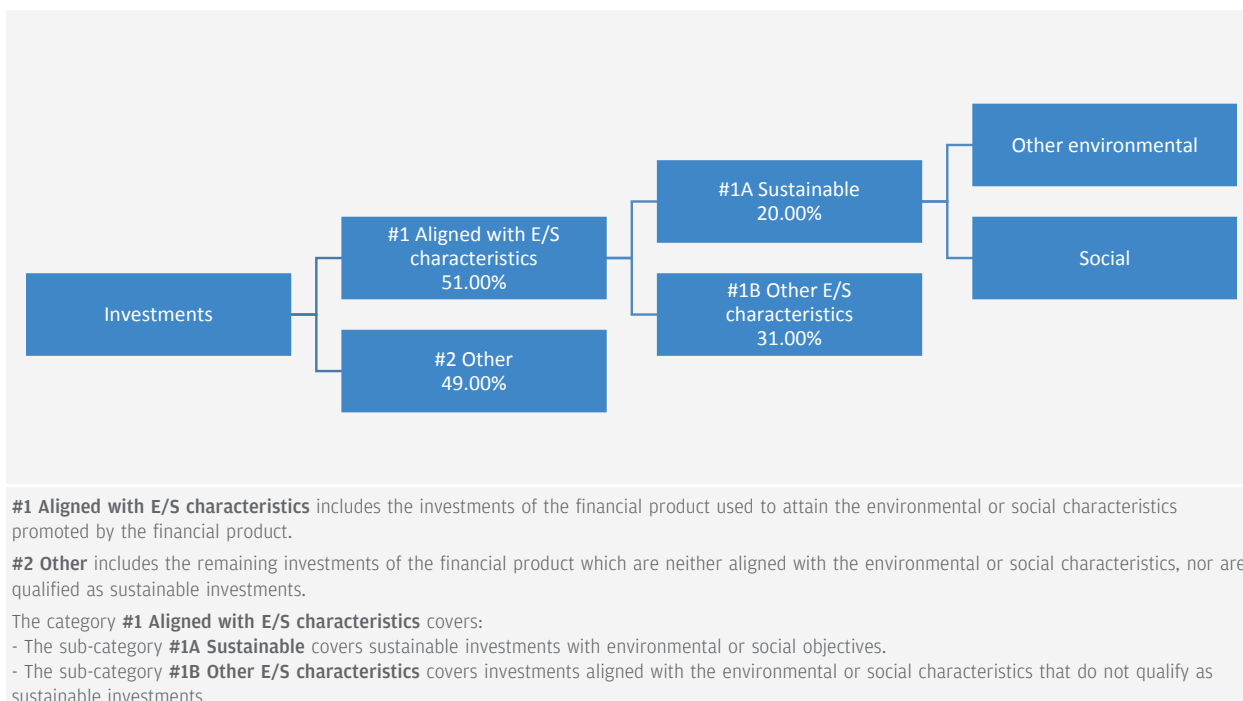 Other environmental
#1A Sustainable
20.00%
#1 Aligned with E/S
characteristics
51.00%
Social
#1B Other E/S
characteristics
31.00%
Investments
#2 Other
49.00%
#1 Aligned with E/S characteristics includes the investments of the financial product used to attain the environmental or social characteristics
promoted by the financial product.
#2 Other includes the remaining investments of the financial product which are neither aligned with the environmental or social characteristics, nor are
qualified as sustainable investments.
The category #1 Aligned with E/S characteristics covers:
- The sub-category #1A Sustainable covers sustainable investments with environmental or social objectives.
- The sub-category #1B Other E/S characteristics covers investments aligned with the environmental or social characteristics that do not qualify as
sustainable investments